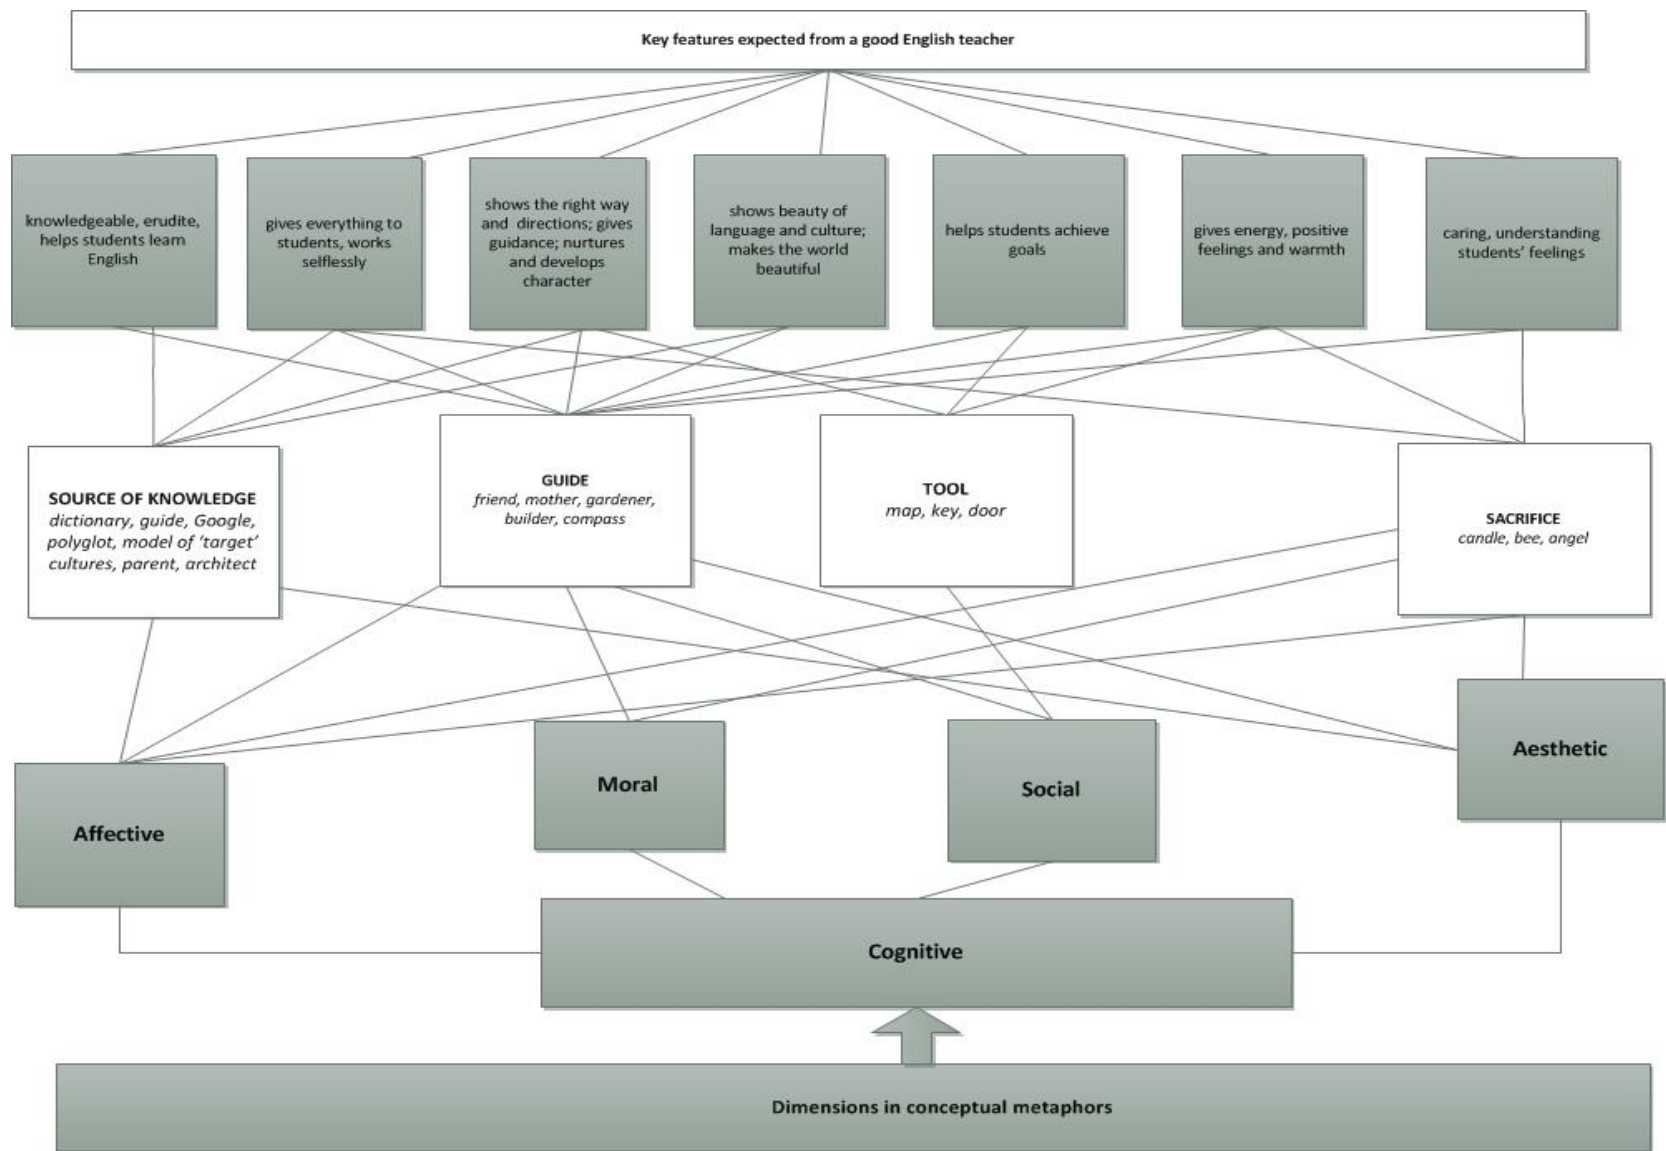 Key features expected from a good English teacher
knowledgeable, erudite,
helps students learn
English
gives everything to
students, works
selflessly
shows the right way
and directions; gives
guidance; nurtures
and develops
character
shows beauty of
language and culture;
makes the world
beautiful
helps students achieve
goals
gives energy, positive
feelings and warmth
caring, understanding
students’ feelings
SOURCE OF KNOWLEDGE
dictionary, guide, Google,
polyglot, model of ‘target’
cultures, parent, architect
GUIDE
friend, mother, gardener,
builder, compass
TOOL
map, key, door
SACRIFICE
candle, bee, angel
Affective
Moral
Social
Aesthetic
Cognitive
Dimensions in conceptual metaphors